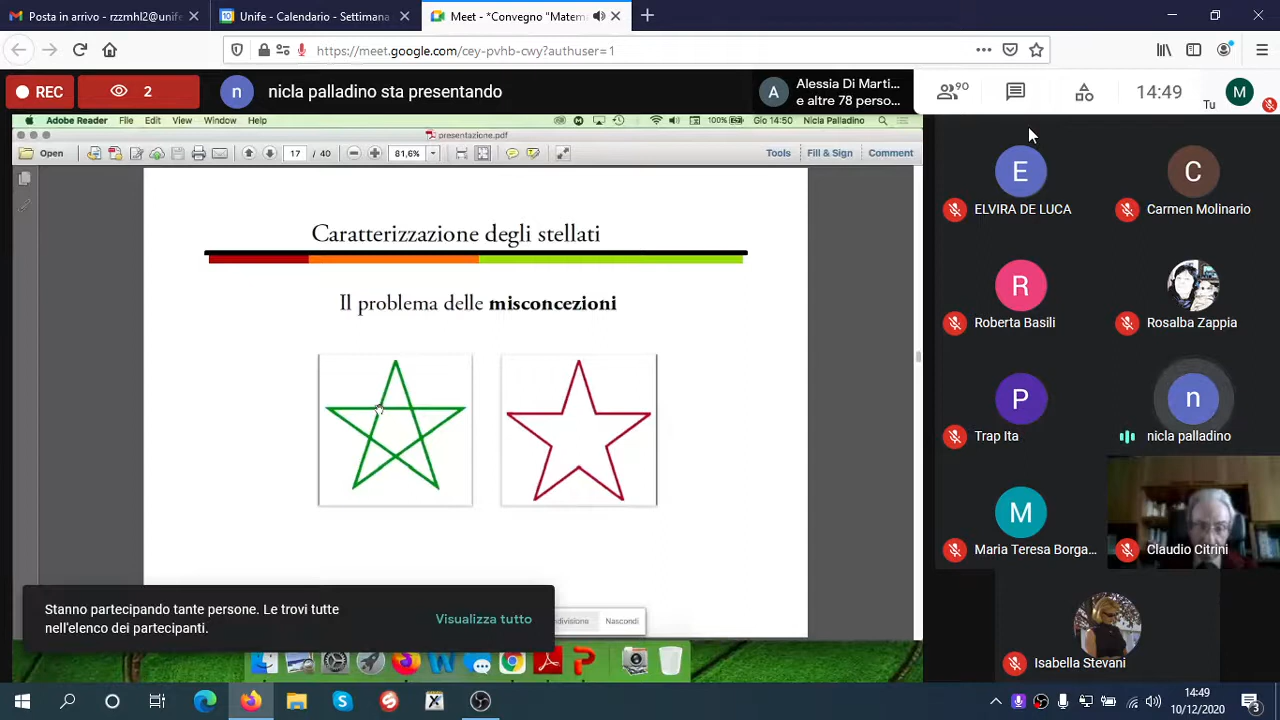 Posta in arrivo - rzzmhl2@unife
Unife - Calendario - Settimana
Meet - "Convegno "Matem
https://meet.google.com/cey-pvhb-cwy?authuser=1
REC
2
n
nicla palladino sta presentando
A
Alessia Di Marti...
e altre 78 perso...
90
14:49
Tu
M
Adobe Reader File Edit View Window Help
100%
Gio 14:50 Nicla Palladino
presentazione.pdf
Open
17 / 40
81,6%
Tools Fill & Sign Comment
Caratterizzazione degli stellati
Il problema delle misconcezioni
E
ELVIRA DE LUCA
C
Carmen Molinario
R
Roberta Basili
Rosalba Zappia
P
Trap Ita
n
nicla palladino
M
Maria Teresa Borga...
Claudio Citrini
Isabella Stevani
Stanno partecipando tante persone. Le trovi tutte
nell'elenco dei partecipanti.
Visualizza tutto
divisione
Nascondi
14:49
10/12/2020
3